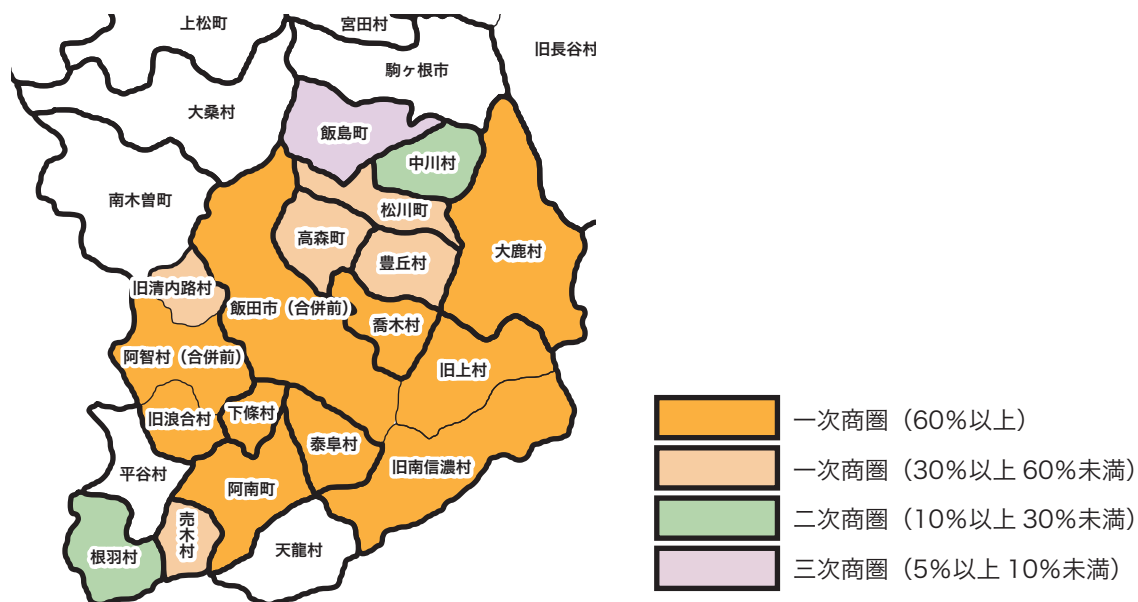 上松町
宮田村
旧長谷村
駒ヶ根市
大桑村
飯島町
中川村
南木曽町
松川町
高森町
大鹿村
豊丘村
旧清内路村
飯田市（合併前）
喬木村
阿智村（合併前）
旧上村
旧浪合村
下條村
泰阜村
旧南信濃村
平谷村
阿南町
売木村
天龍村
根羽村
一次商圏（60％以上）
一次商圏（30％以上 60％未満）
二次商圏（10％以上 30％未満）
三次商圏（5％以上 10％未満）